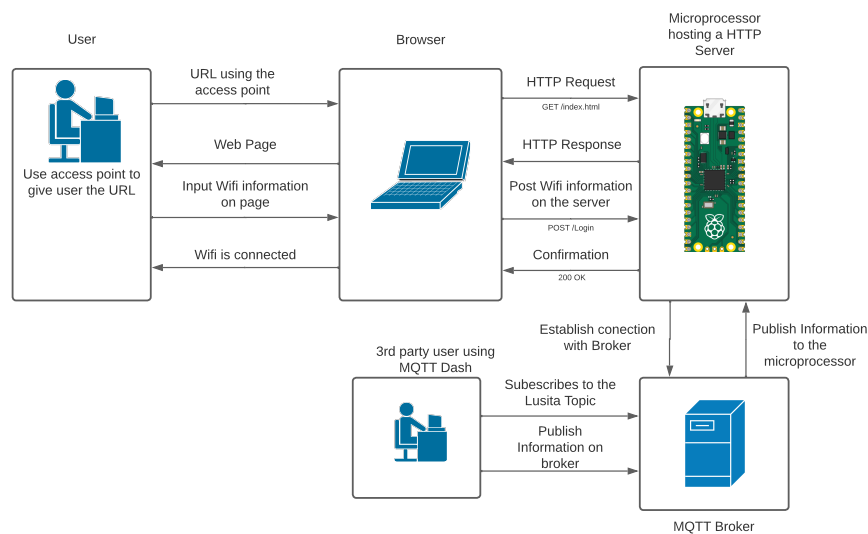 User
Browser
Microprocessor
hosting a HTTP
Server
URL using the
access point
HTTP Request
GET /index.html
Web Page
HTTP Response
Use access point to
give user the URL
Input Wifi information
on page
Post Wifi information
on the server
POST /Login
Wifi is connected
Confirmation
200 OK
Establish conection
with Broker
Publish Information
to the
microprocessor
3rd party user using
MQTT Dash
Subescribes to the
Lusita Topic
Publish
Information on
broker
MQTT Broker